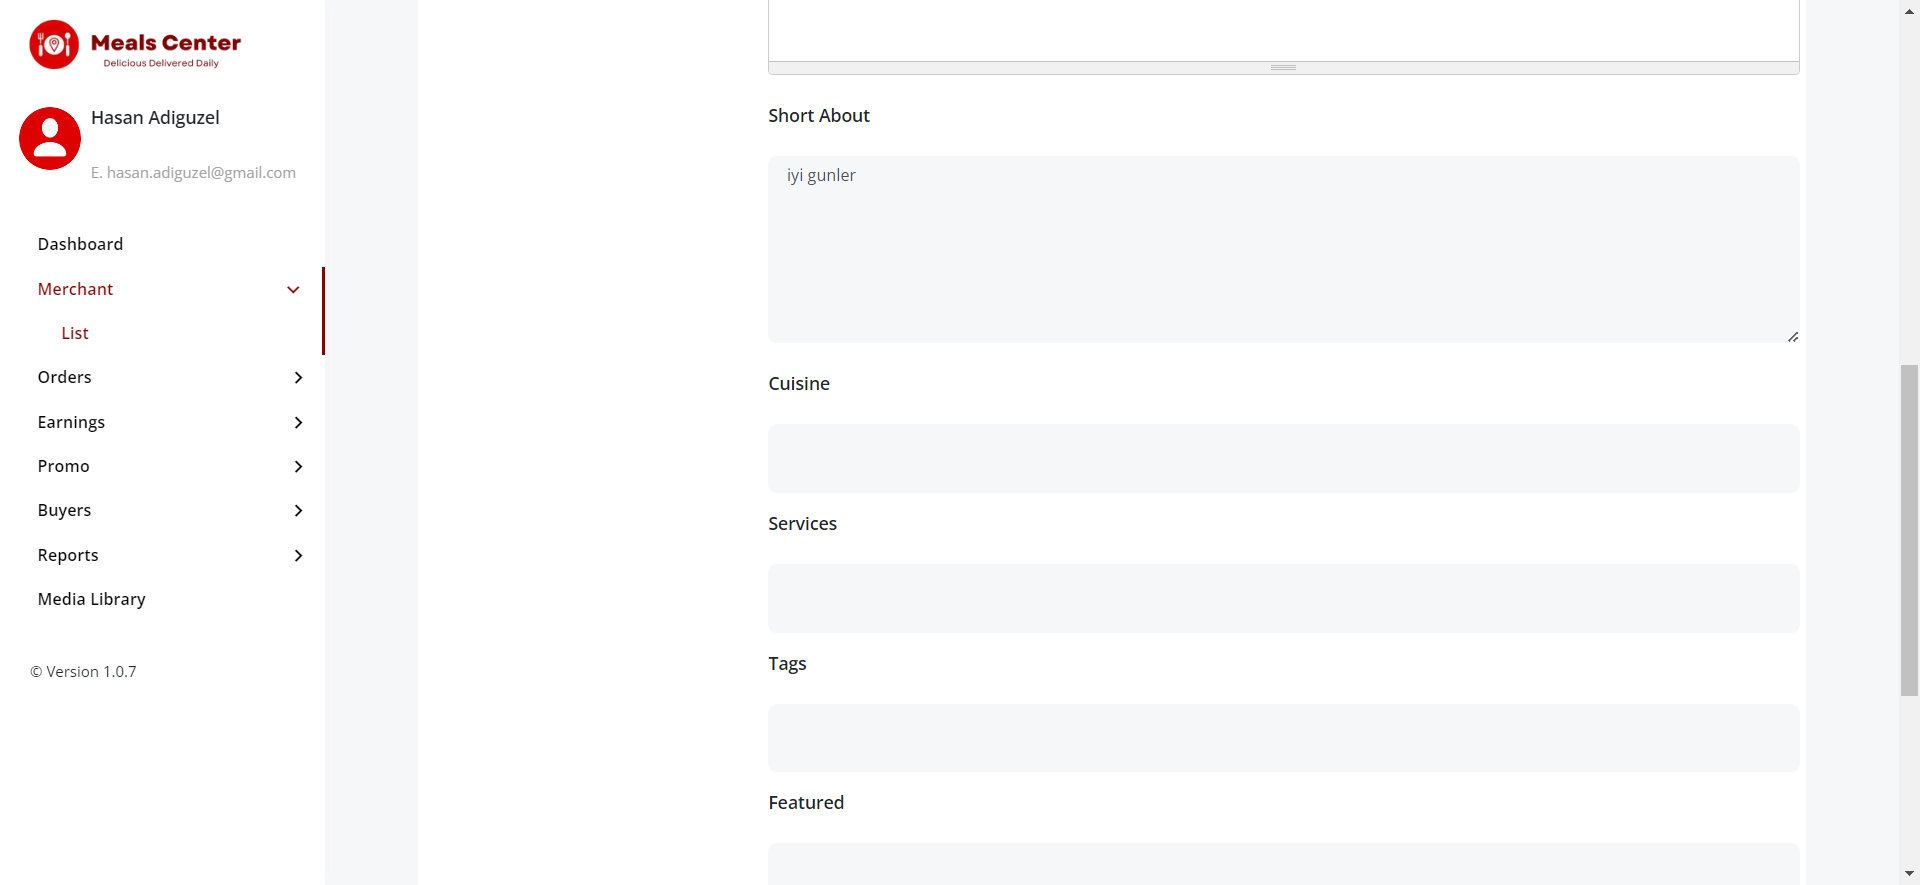 Meals Center
Delicious Delivered Daily
Hasan Adiguzel
E. hasan.adiguzel@gmail.com
Dashboard
Merchant
List
Orders
Earnings
Promo
Buyers
Reports
Media Library
© Version 1.0.7
Short About
iyi gunler
Cuisine
Services
Tags
Featured